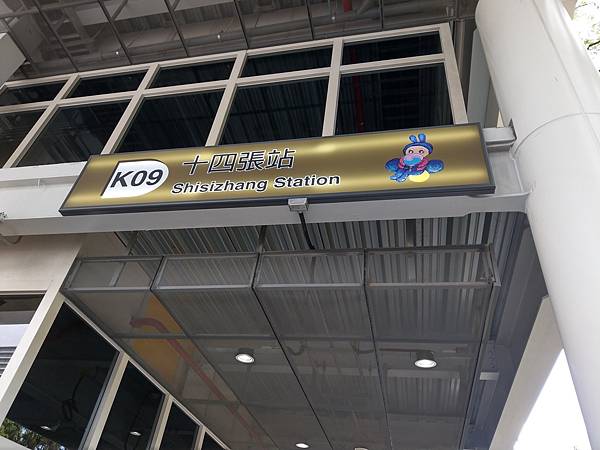 K09
十四張站
Shisizhang Station